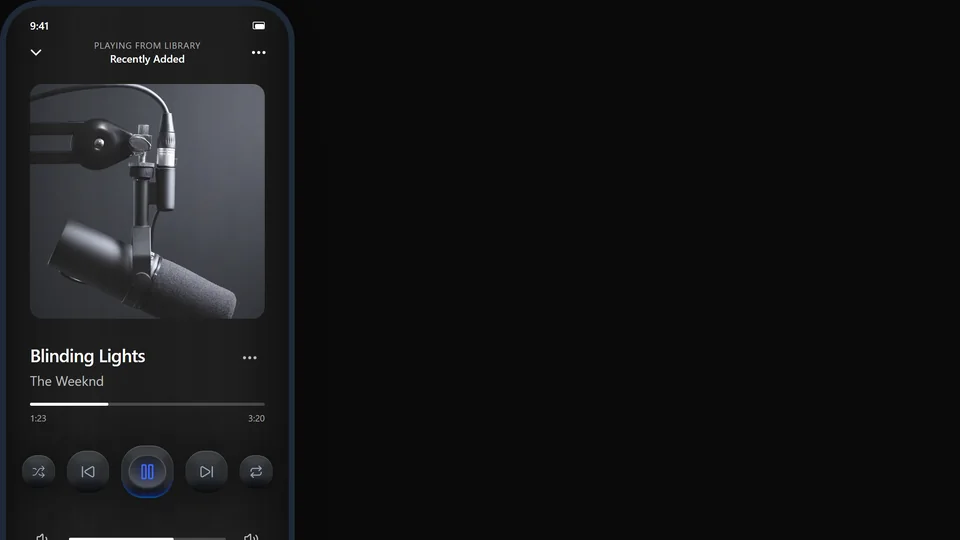 9:41
PLAYING FROM LIBRARY
Recently Added
Blinding Lights
The Weeknd
1:23
3:20